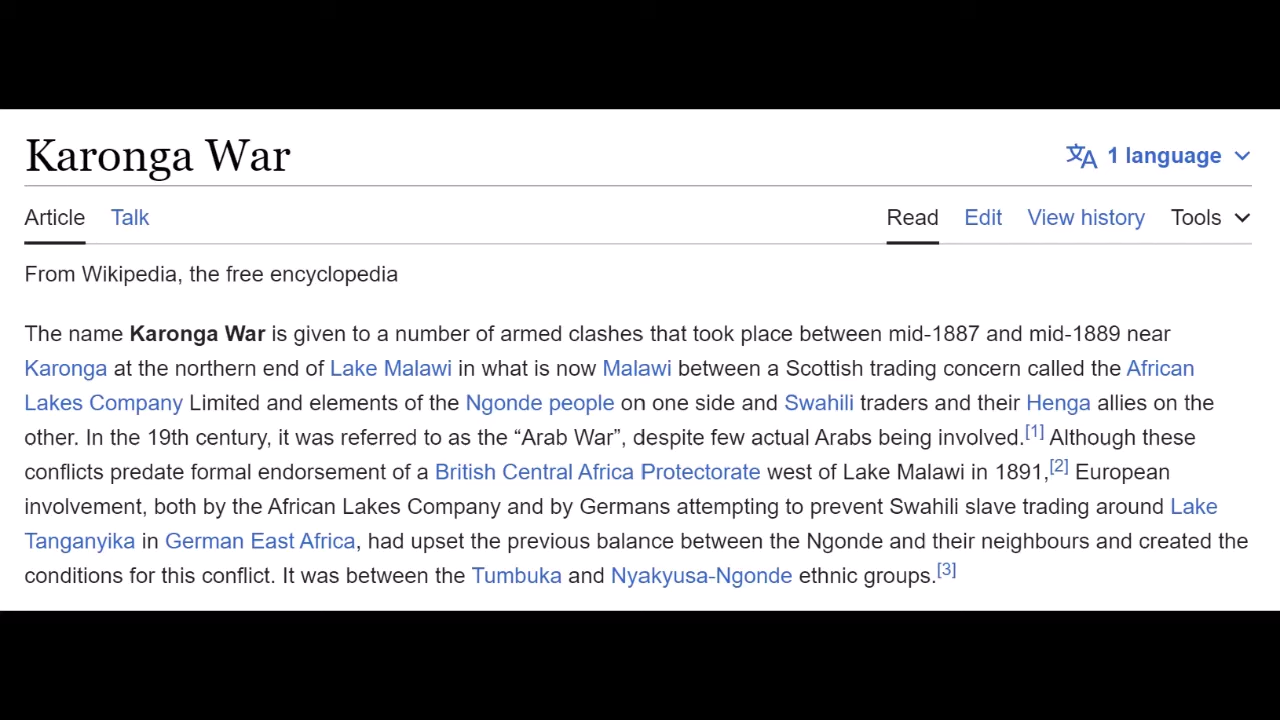 Karonga War
1 language
Article Talk Read Edit View history Tools
From Wikipedia, the free encyclopedia
The name Karonga War is given to a number of armed clashes that took place between mid-1887 and mid-1889 near
Karonga at the northern end of Lake Malawi in what is now Malawi between a Scottish trading concern called the African
Lakes Company Limited and elements of the Ngonde people on one side and Swahili traders and their Henga allies on the
other. In the 19th century, it was referred to as the “Arab War”, despite few actual Arabs being involved.[1] Although these
conflicts predate formal endorsement of a British Central Africa Protectorate west of Lake Malawi in 1891,[2] European
involvement, both by the African Lakes Company and by Germans attempting to prevent Swahili slave trading around Lake
Tanganyika in German East Africa, had upset the previous balance between the Ngonde and their neighbours and created the
conditions for this conflict. It was between the Tumbuka and Nyakyusa-Ngonde ethnic groups.[3]